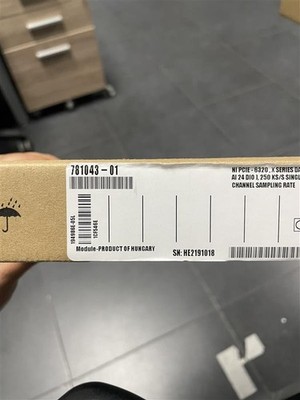 781043-01
NI PCIE-6320, X SERIES DA
AI 24 DIO), 250 KS/S SINGL
CHANNEL SAMPLING RATE
Module-PRODUCT OF HUNGARY
SN: HE2191018